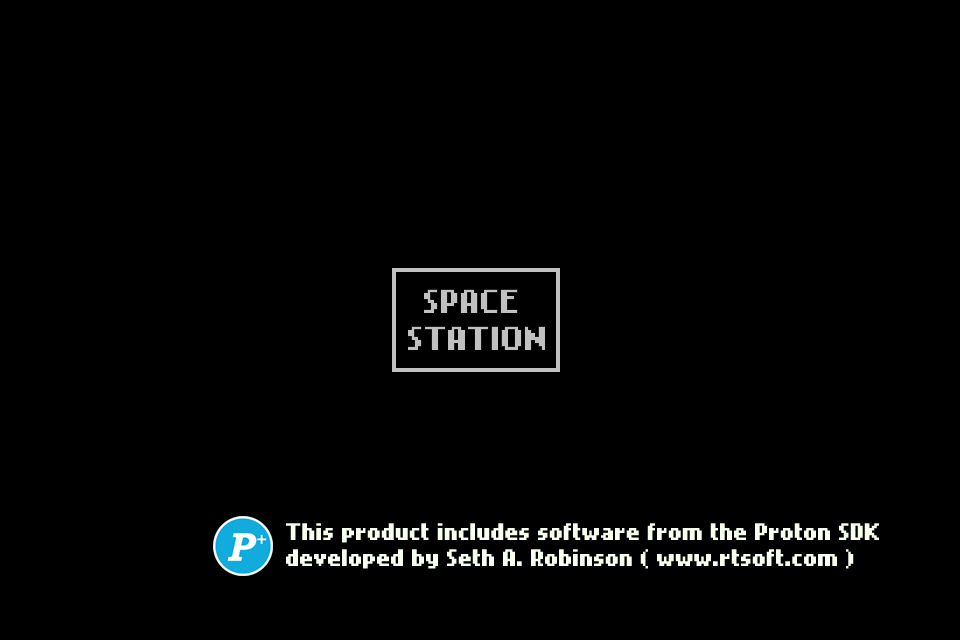 SPACE
STATION
P+
This product includes software from the Proton SDK
developed by Seth A. Robinson ( www.rtsoft.com )